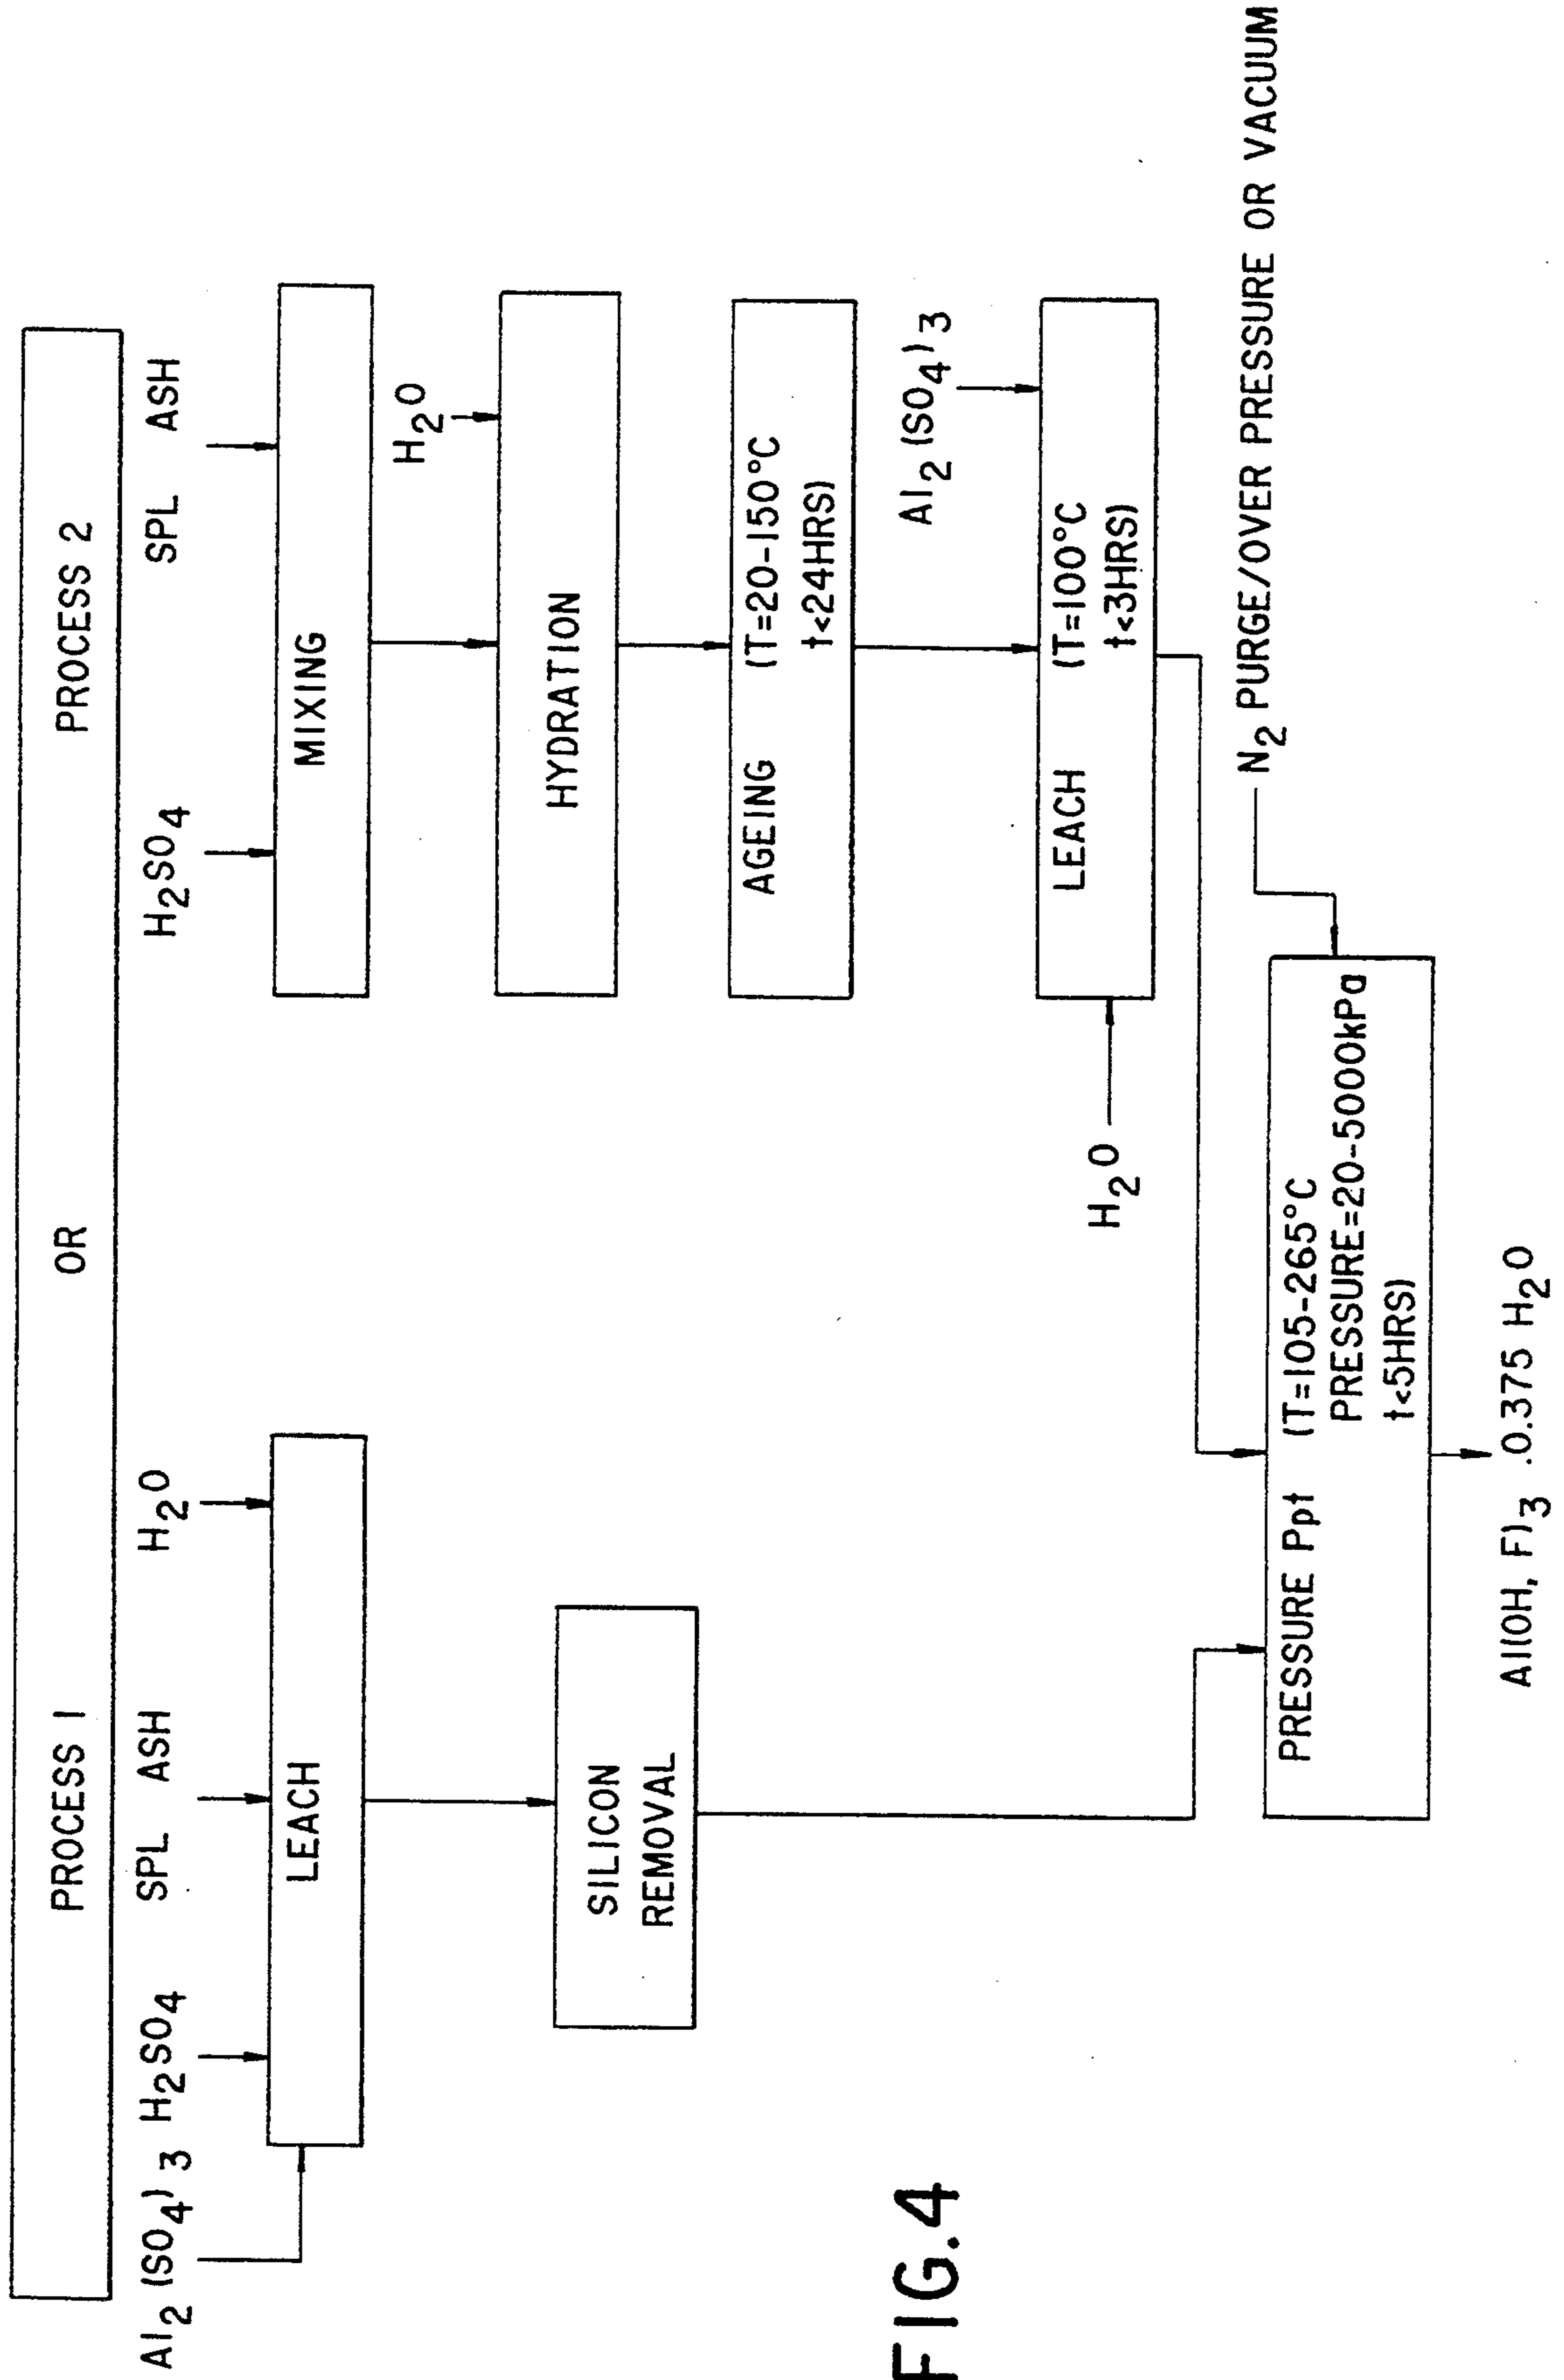 PROCESS 1 OR PROCESS 2
Al2(SO4)3 H2SO4 SPL ASH H2O
LEACH
SILICON
REMOVAL
H2SO4 SPL ASH
MIXING
H2O
HYDRATION
AGEING (T=20-150°C
t<24HRS)
Al2(SO4)3
LEACH (T=100°C
t<3HRS)
H2O
N2 PURGE/OVER PRESSURE OR VACUUM
PRESSURE Ppt (T=105-265°C
PRESSURE=20-5000kPa
t<5HRS)
Al(OH, F)3 .0.375 H2O
FIG.4